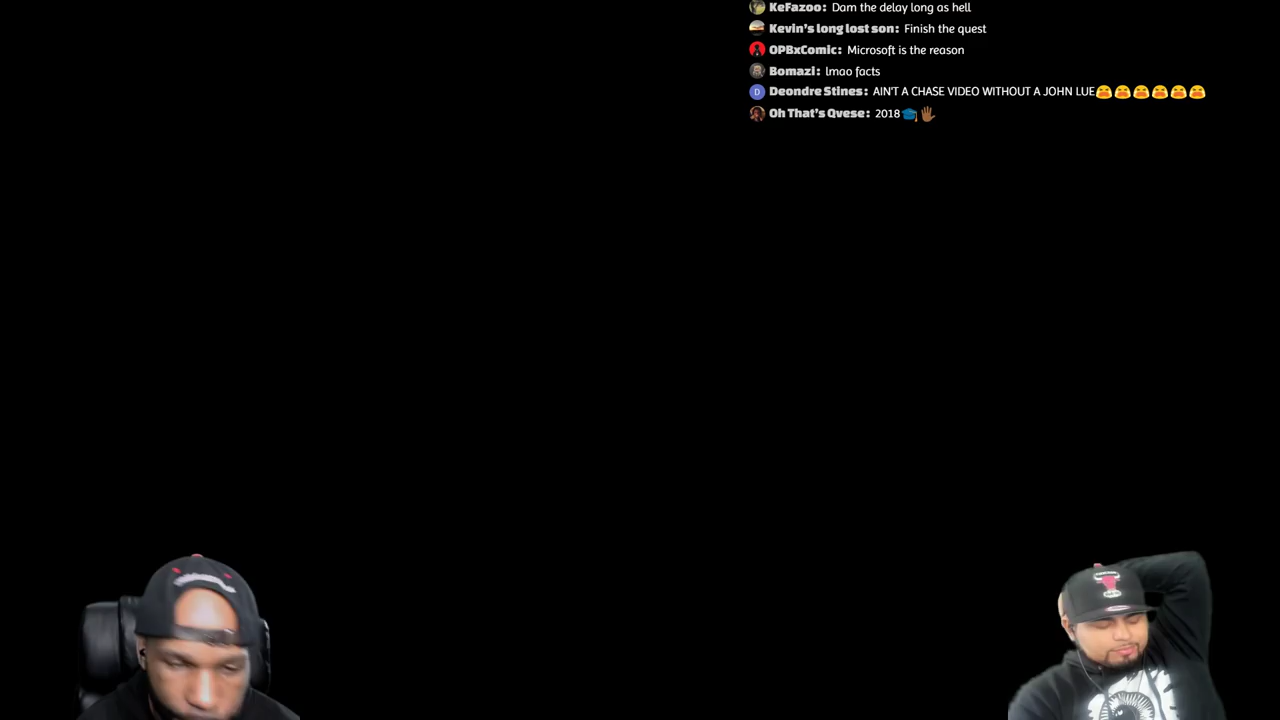 KeFazoo: Dam the delay long as hell
Kevin's long lost son: Finish the quest
OPBxComic: Microsoft is the reason
Bomazi: lmao facts
D Deondre Stines: AIN'T A CHASE VIDEO WITHOUT A JOHN LUE😫😫😫😫😫😫
Oh That's Qvese: 2018🎓🖐🏾